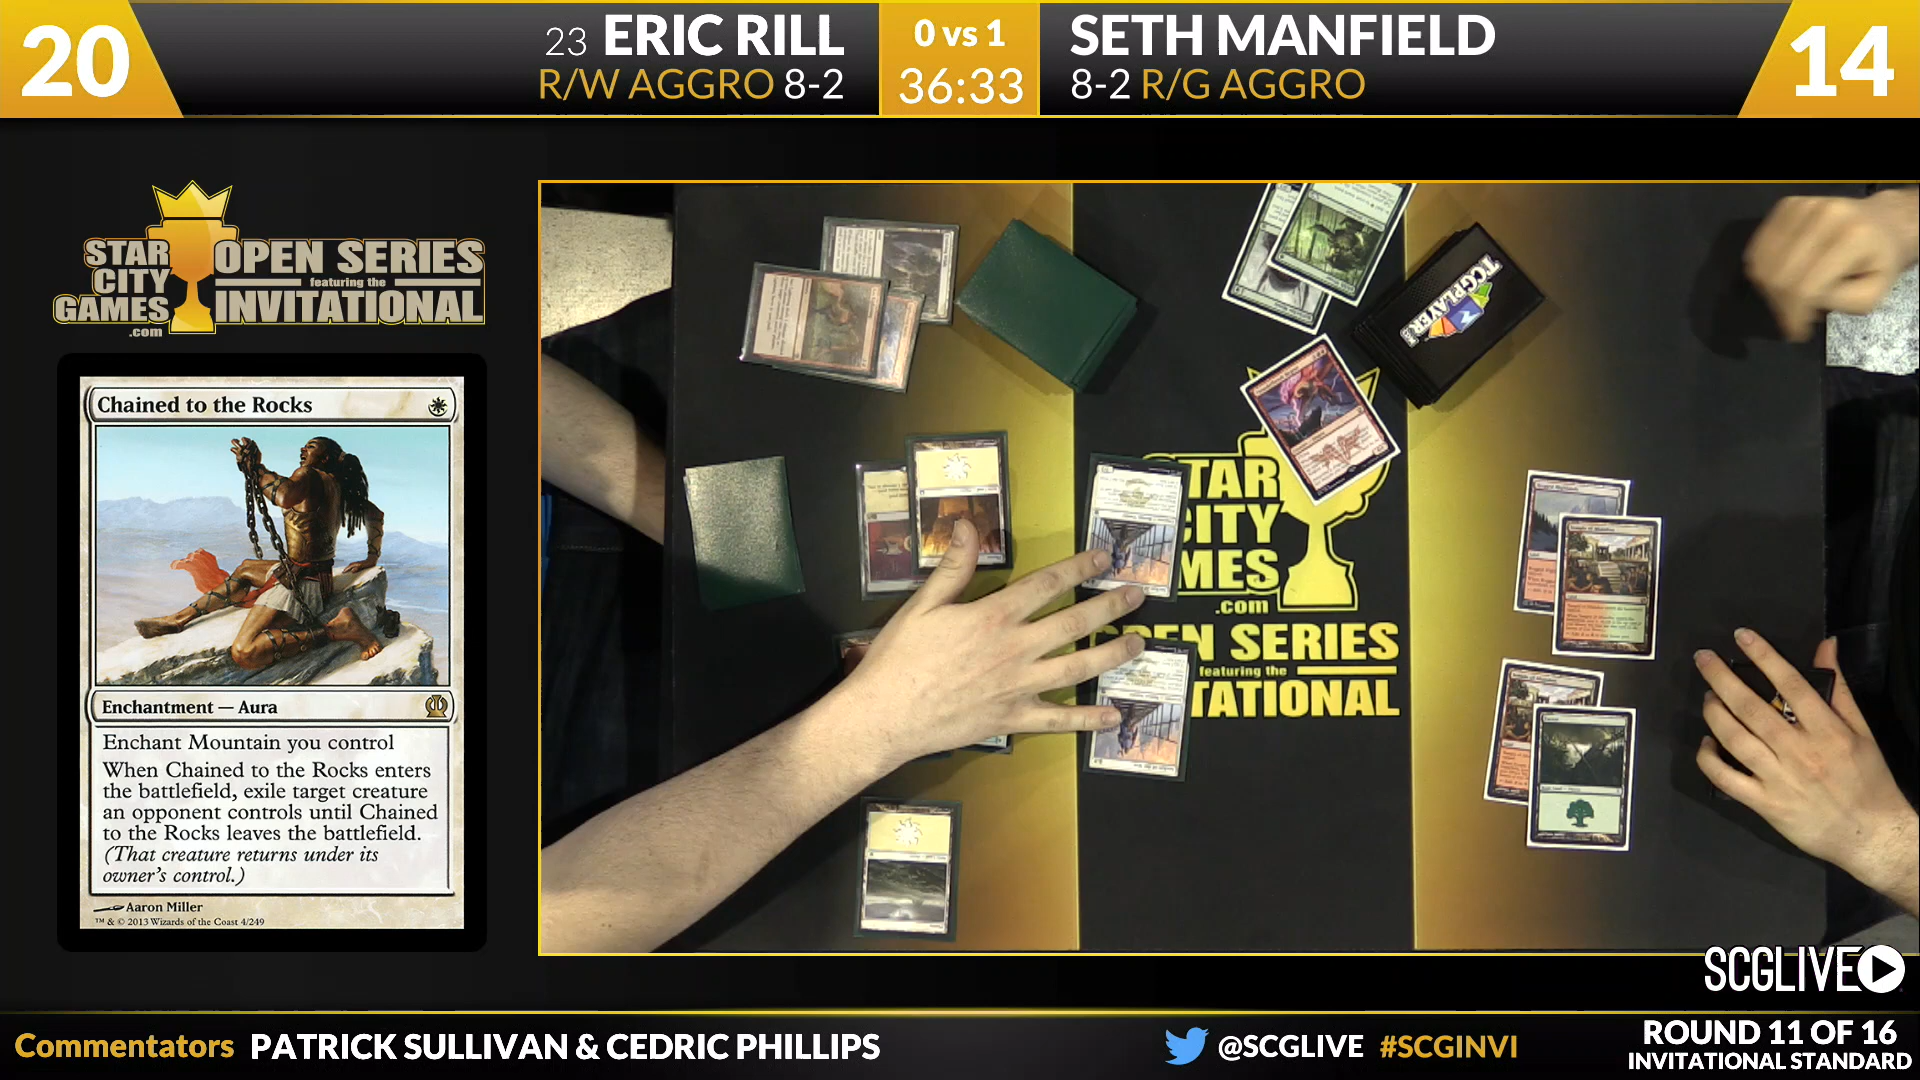 20
23 ERIC RILL
R/W AGGRO 8-2
0 vs 1
36:33
SETH MANFIELD
8-2 R/G AGGRO
14
STAR CITY GAMES .com
OPEN SERIES
featuring the
INVITATIONAL
Chained to the Rocks
Enchantment — Aura
Enchant Mountain you control
When Chained to the Rocks enters
the battlefield, exile target creature
an opponent controls until Chained
to the Rocks leaves the battlefield.
(That creature returns under its
owner's control.)
Aaron Miller
™ & © 2013 Wizards of the Coast 4/249
TCGPLAYER
TAR
CITY
MES
.com
N SERIES
featuring the
TATIONAL
SCGLIVE
Commentators PATRICK SULLIVAN & CEDRIC PHILLIPS
@SCGLIVE #SCGINVI
ROUND 11 OF 16
INVITATIONAL STANDARD